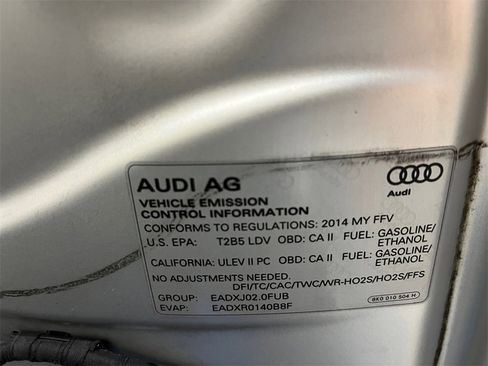 AUDI AG
Audi
VEHICLE EMISSION
CONTROL INFORMATION
CONFORMS TO REGULATIONS: 2014 MY FFV
U.S. EPA: T2B5 LDV OBD: CA II FUEL: GASOLINE/
ETHANOL
CALIFORNIA: ULEV II PC OBD: CA II FUEL: GASOLINE/
ETHANOL
NO ADJUSTMENTS NEEDED.
DFI/TC/CAC/TWC/WR-HO2S/HO2S/FFS
GROUP: EADXJ02.0FUB
EVAP: EADXR0140B8F
8K0 010 504 H